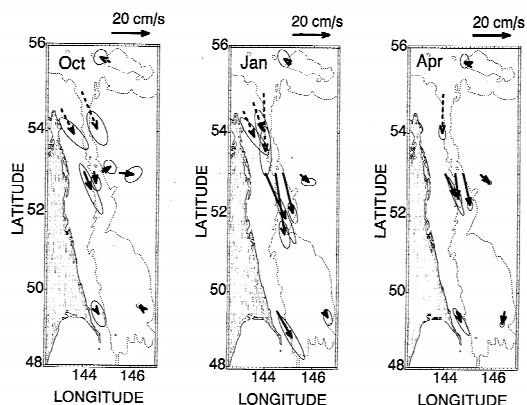 20 cm/s 20 cm/s 20 cm/s
56 56 56
Oct Jan Apr
54 54 54
LATITUDE LATITUDE LATITUDE
52 52 52
50 50 50
48 48 48
144 146 144 146 144 146
LONGITUDE LONGITUDE LONGITUDE